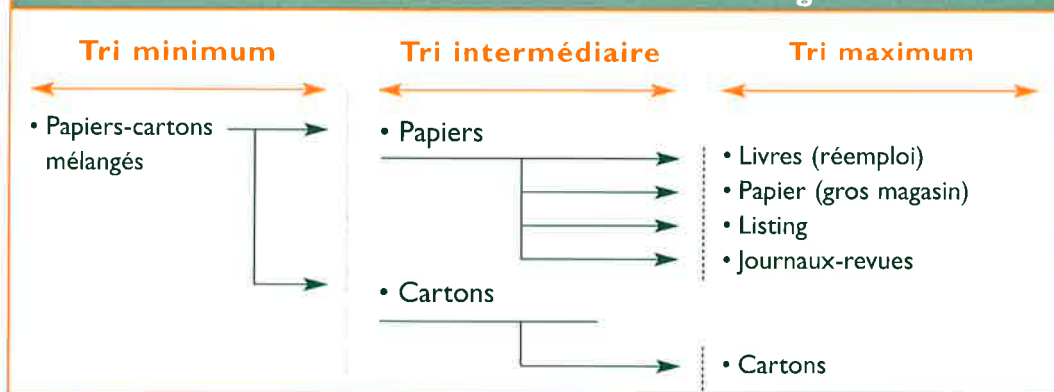 Tri minimum
Tri intermédiaire
Tri maximum
• Papiers-cartons
mélangés
• Papiers
• Cartons
• Livres (réemploi)
• Papier (gros magasin)
• Listing
• Journaux-revues
• Cartons